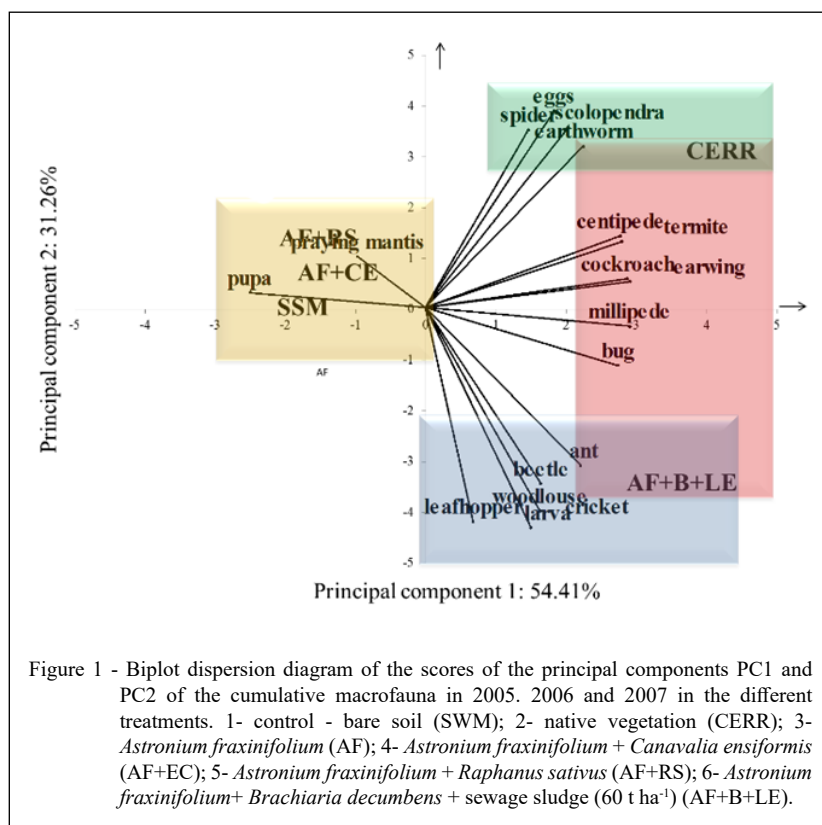 5
4
eggs
spider scolopendra
earthworm
3
CERR
2
centipede termite
AF+RS
praying mantis
1
AF+CE
cockroach earwing
pupa
SSM
millipede
-5 -4 -3 -2 -1 0 1 2 3 4 5
bug
-1
AF
-2
ant
-3
beetle
AF+B+LE
woodlouse
-4
leafhopper larva cricket
-5
Principal component 2: 31.26%
Principal component 1: 54.41%
Figure 1 - Biplot dispersion diagram of the scores of the principal components PC1 and
PC2 of the cumulative macrofauna in 2005. 2006 and 2007 in the different
treatments. 1- control - bare soil (SWM); 2- native vegetation (CERR); 3-
Astronium fraxinifolium (AF); 4- Astronium fraxinifolium + Canavalia ensiformis
(AF+EC); 5- Astronium fraxinifolium + Raphanus sativus (AF+RS); 6- Astronium
fraxinifolium+ Brachiaria decumbens + sewage sludge (60 t ha⁻¹) (AF+B+LE).